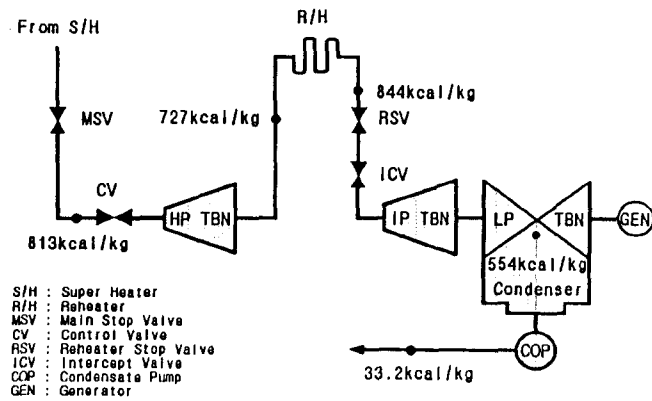 From S/H
R/H
MSV
727kcal/kg
844kcal/kg
RSV
ICV
CV
HP TBN
IP TBN
LP TBN
GEN
813kcal/kg
554kcal/kg
Condenser
COP
33.2kcal/kg
S/H : Super Heater
R/H : Reheater
MSV : Main Stop Valve
CV : Control Valve
RSV : Reheater Stop Valve
ICV : Intercept Valve
COP : Condensate Pump
GEN : Generator